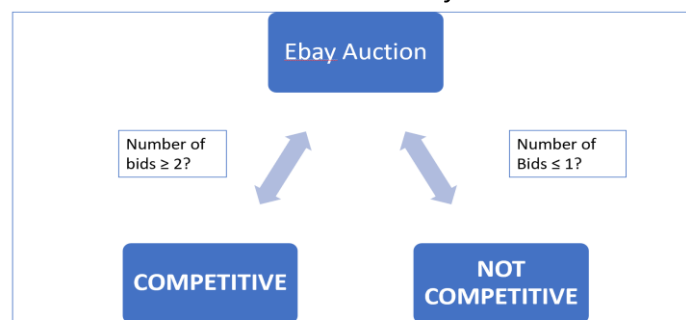 Ebay Auction
Number of
bids ≥ 2?
Number of
Bids ≤ 1?
COMPETITIVE
NOT
COMPETITIVE